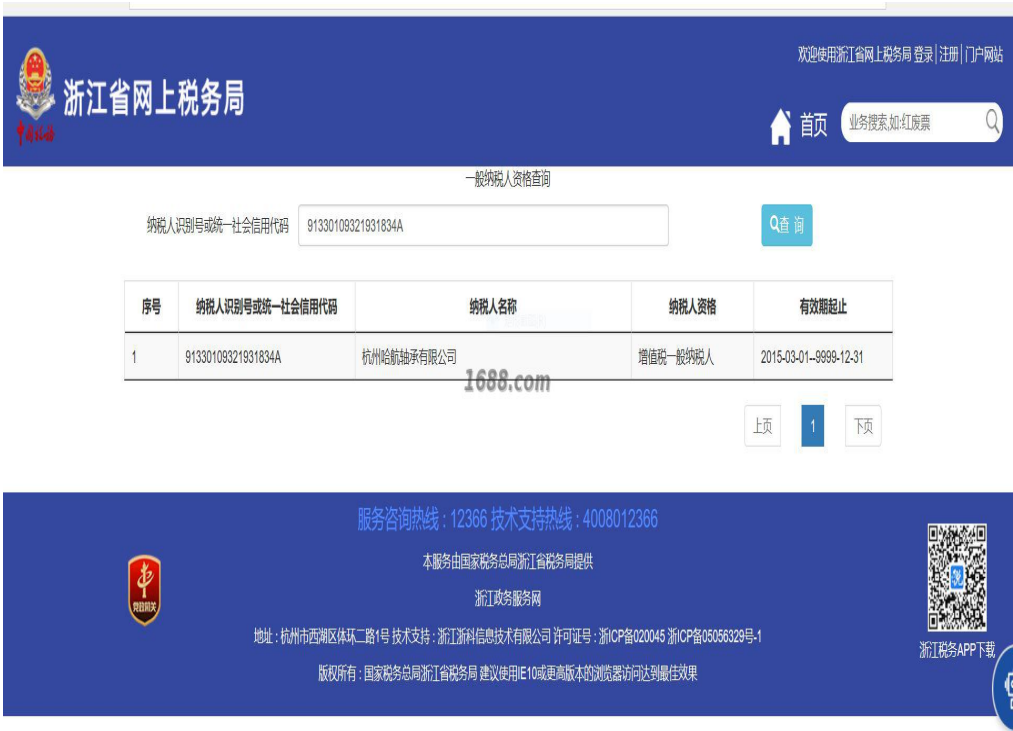 欢迎使用浙江省网上税务局 登录|注册|门户网站
浙江省网上税务局
中国税务
首页 业务搜索,如:红废票
一般纳税人资格查询
纳税人识别号或统一社会信用代码 91330109321931834A 查 询
序号 纳税人识别号或统一社会信用代码 纳税人名称 纳税人资格 有效期起止
1 91330109321931834A 杭州哈航轴承有限公司 增值税一般纳税人 2015-03-01--9999-12-31
1688.com
上页 1 下页
服务咨询热线 : 12366 技术支持热线 : 4008012366
本服务由国家税务总局浙江省税务局提供
浙江政务服务网
地址 : 杭州市西湖区体环二路1号 技术支持 : 浙江浙科信息技术有限公司 许可证号 : 浙ICP备020045 浙ICP备05056329号-1
版权所有 : 国家税务总局浙江省税务局 建议使用IE10或更高版本的浏览器访问达到最佳效果
党政机关
税
浙江税务APP下载